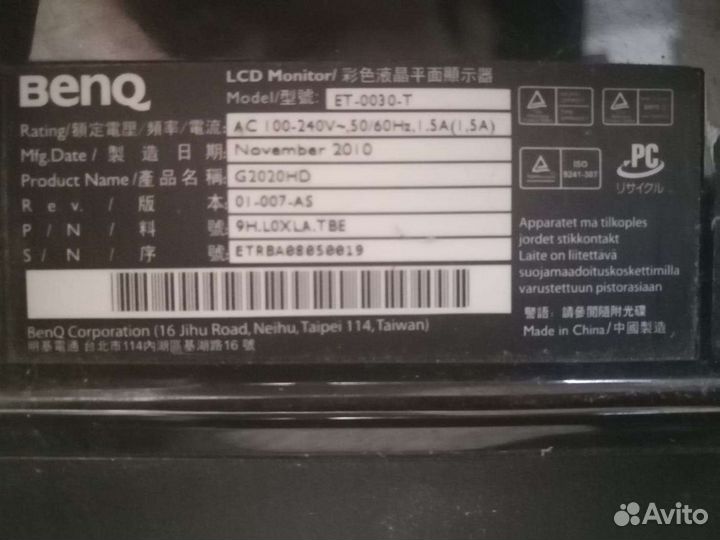 BenQ
LCD Monitor/ 彩色液晶平面顯示器
Model/型號: ET-0030-T
Rating/額定電壓/頻率/電流: AC 100-240V~,50/60Hz,1.5A(1,5A)
Mfg.Date/ 製造日期: November 2010
Product Name/產品名稱: G2020HD
Rev./版本: 01-007-A5
P/N/料號: 9H.L0XLA.TBE
S/N/序號: ETRBA08050019
BenQ Corporation (16 Jihu Road, Neihu, Taipei 114, Taiwan)
明基電通 台北市114內湖區基湖路16號
ISO
9241-307
PC
リサイクル
Apparatet ma tilkoples
jordet stikkontakt
Laite on liitettävä
suojamaadoituskoskettimilla
varustettuun pistorasiaan
警語: 請參閱隨附光碟
Made in China/中國製造
Avito